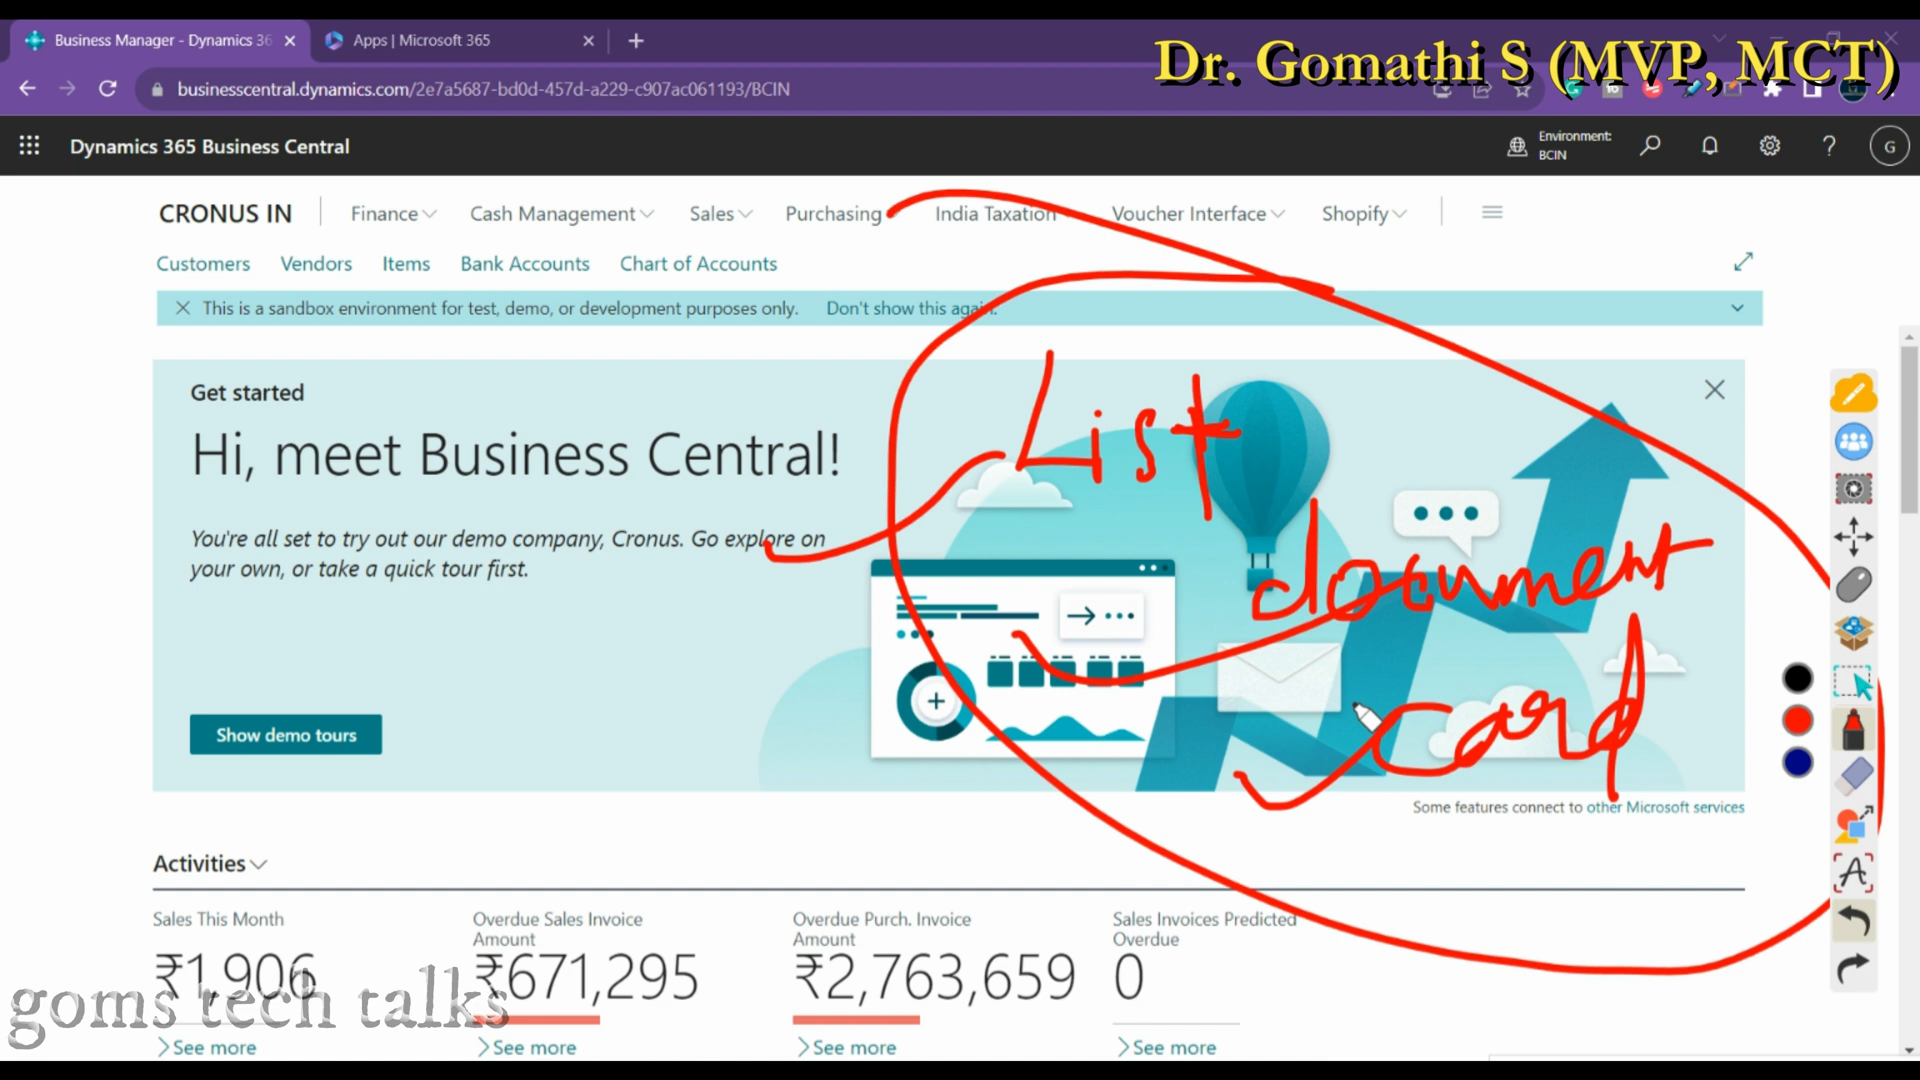 Business Manager - Dynamics 36
Apps | Microsoft 365
Dr. Gomathi S (MVP, MCT)
businesscentral.dynamics.com/2e7a5687-bd0d-457d-a229-c907ac061193/BCIN
Dynamics 365 Business Central
Environment:
BCIN
G
CRONUS IN
Finance
Cash Management
Sales
Purchasing
India Taxation
Voucher Interface
Shopify
Customers
Vendors
Items
Bank Accounts
Chart of Accounts
This is a sandbox environment for test, demo, or development purposes only.
Don't show this again.
Get started
Hi, meet Business Central!
You're all set to try out our demo company, Cronus. Go explore on
your own, or take a quick tour first.
Show demo tours
List
document
card
Some features connect to other Microsoft services
Activities
Sales This Month
₹1,906
See more
Overdue Sales Invoice
Amount
₹671,295
See more
Overdue Purch. Invoice
Amount
₹2,763,659
See more
Sales Invoices Predicted
Overdue
0
See more
goms tech talks